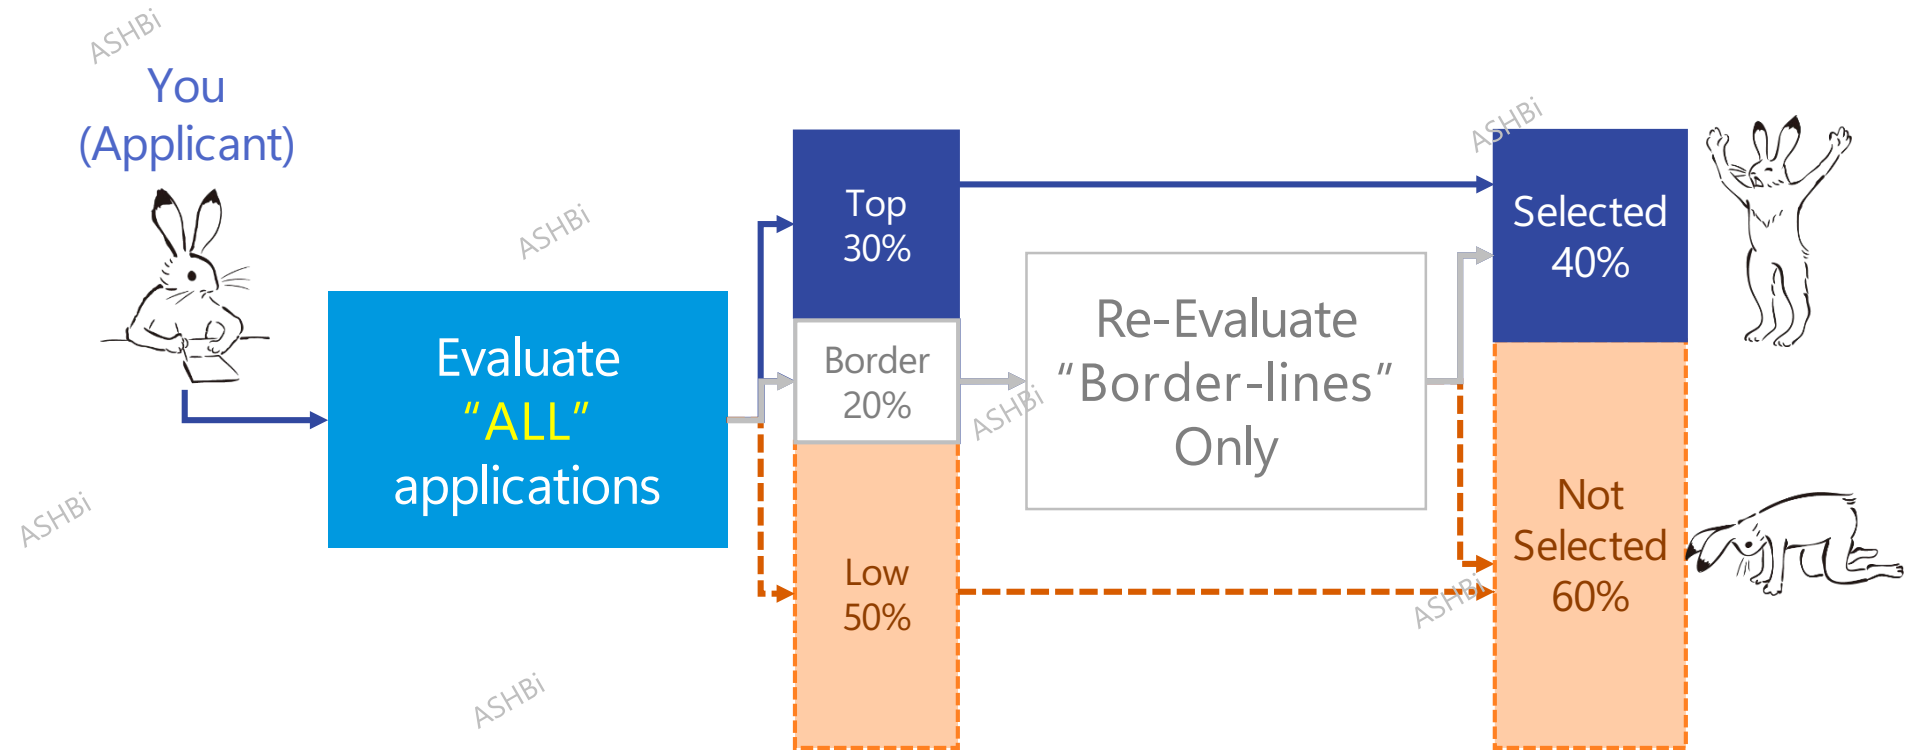 ASHBi
You
(Applicant)
Evaluate
“ALL”
applications
ASHBi
ASHBi
ASHBi
Top
30%
Border
20%
Low
50%
Re-Evaluate
“Border-lines”
Only
ASHBi
ASHBi
ASHBi
Selected
40%
Not
Selected
60%